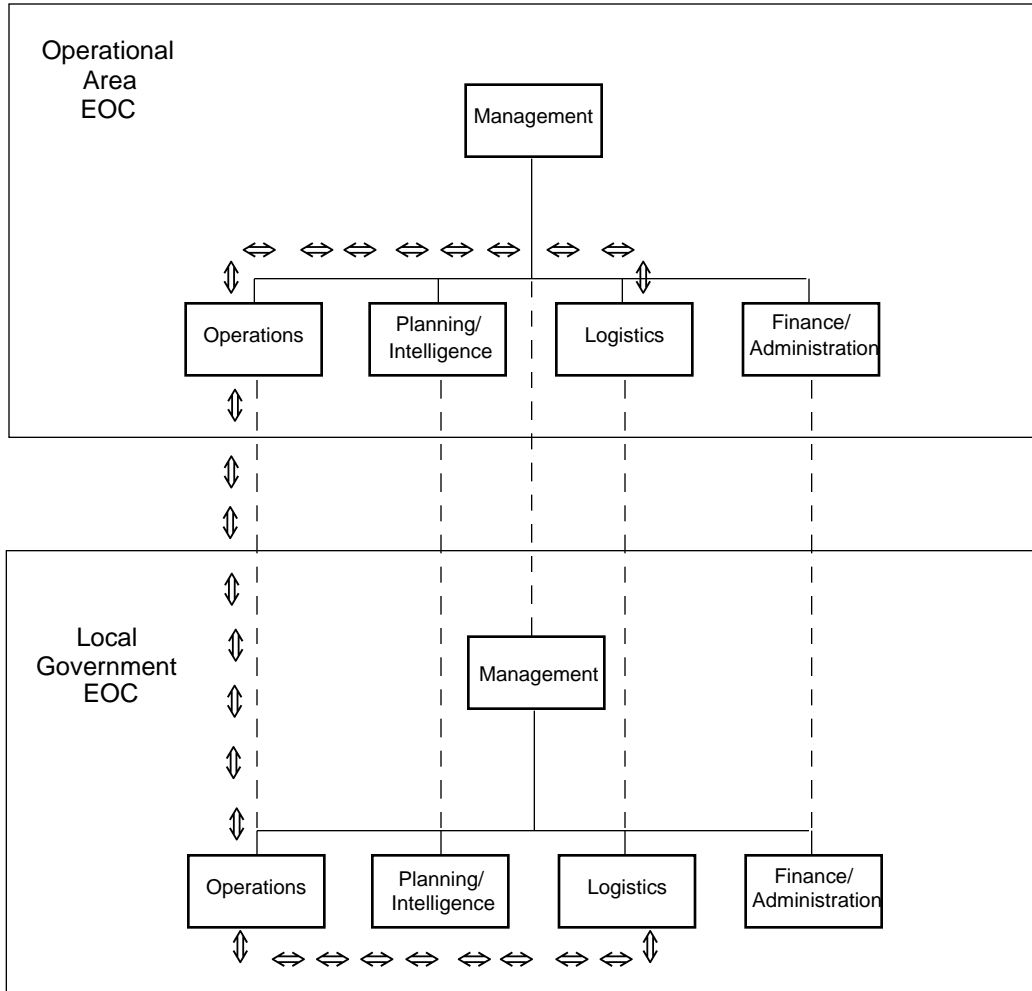 Operational
Area
EOC
Management
Operations
Planning/
Intelligence
Logistics
Finance/
Administration
Local
Government
EOC
Management
Operations
Planning/
Intelligence
Logistics
Finance/
Administration